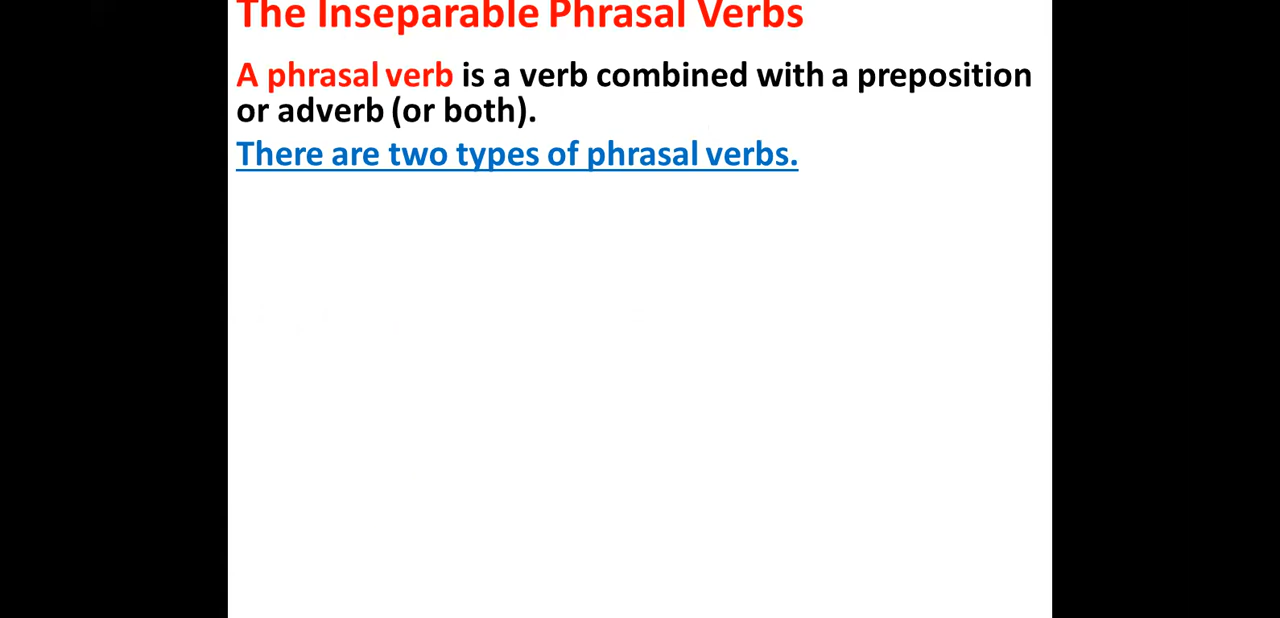 The Inseparable Phrasal Verbs
A phrasal verb is a verb combined with a preposition
or adverb (or both).
There are two types of phrasal verbs.